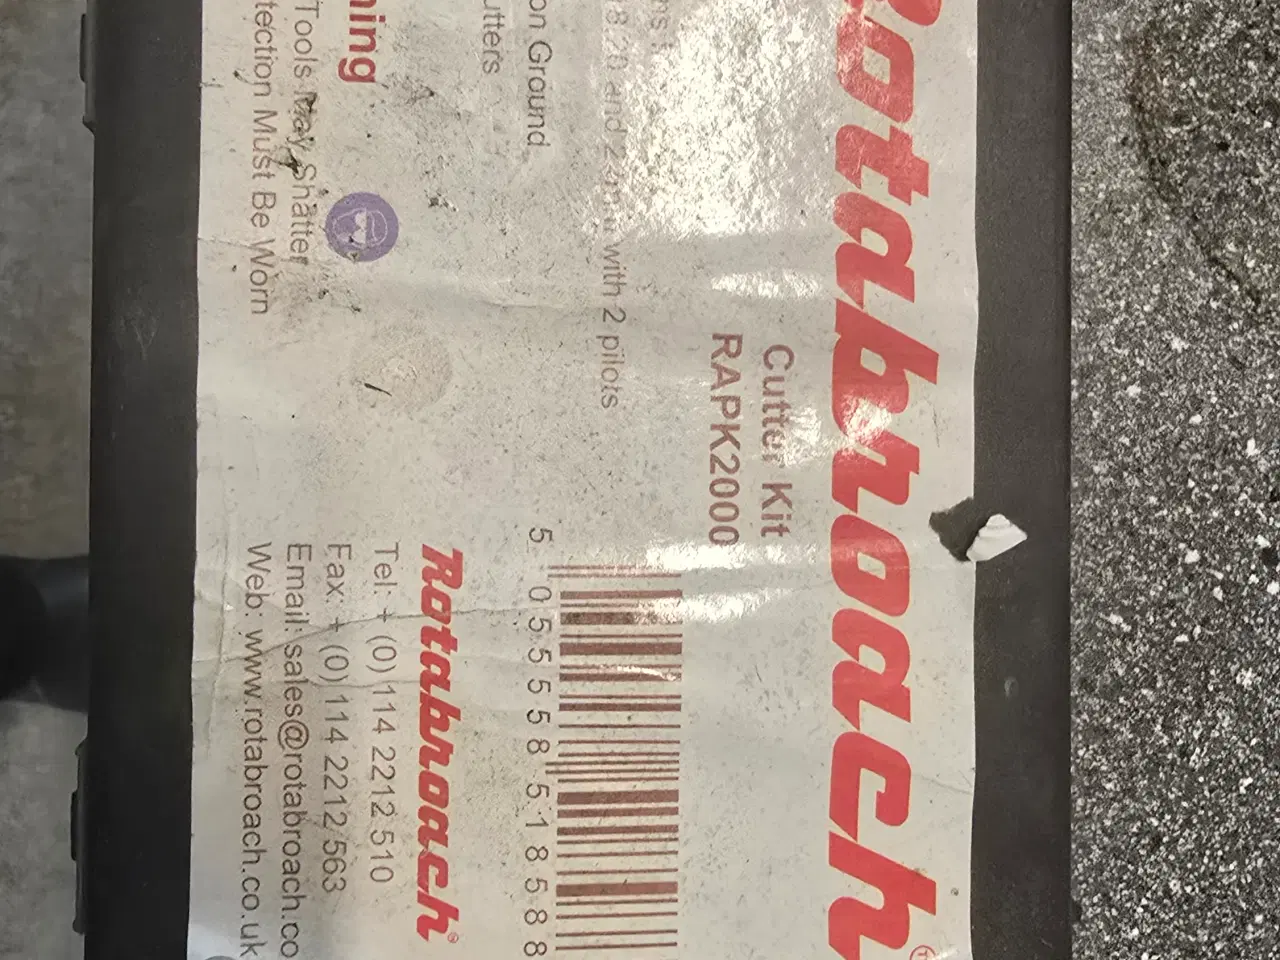 Rotabroach
Cutter Kit
RAPK2000
with 2 pilots
on Ground
utters
ning
Tools May Shatter
tection Must Be Worn
5 055558 518588
Rotabroach®
Tel: + (0) 114 2212 510
Fax: + (0) 114 2212 563
Email: sales@rotabroach.co
Web: www.rotabroach.co.uk